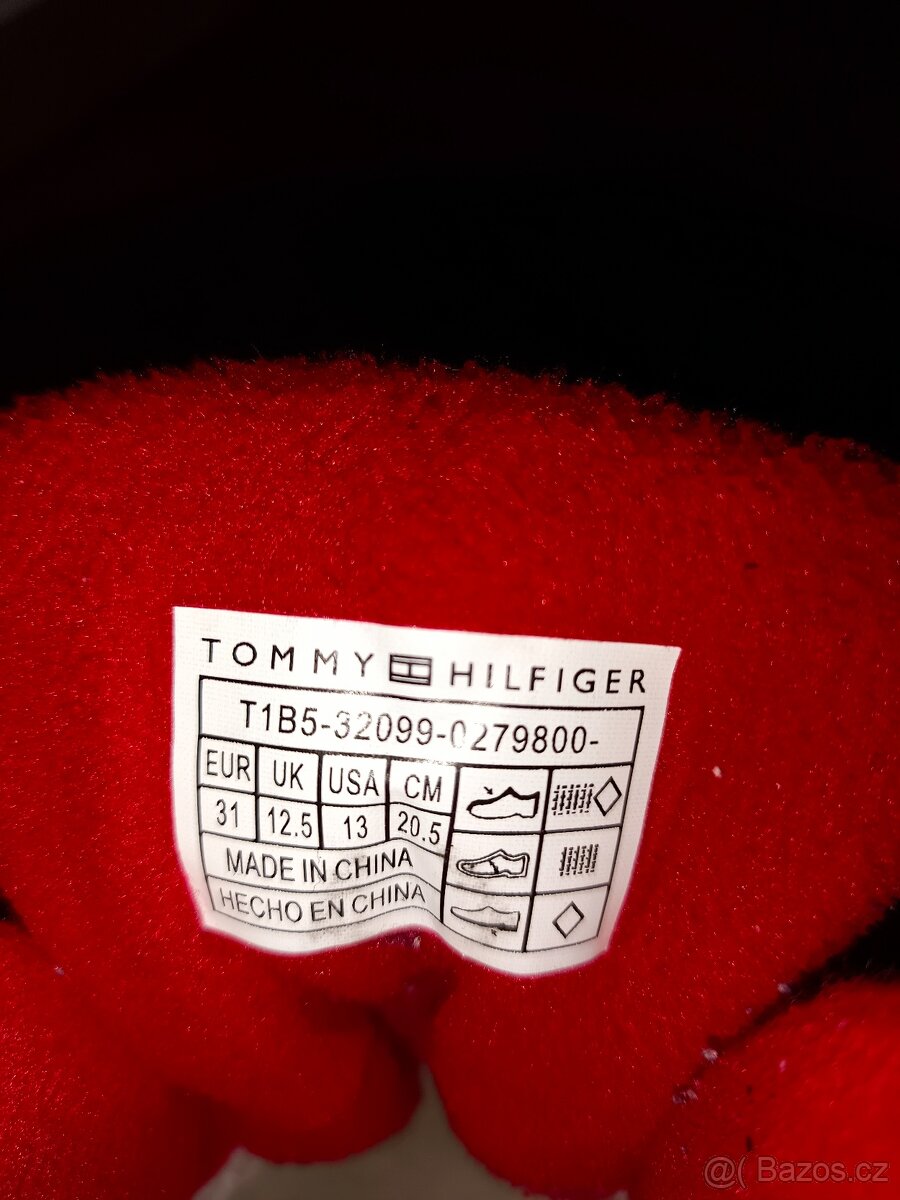 TOMMY HILFIGER
T1B5-32099-0279800-
EUR UK USA CM
31 12.5 13 20.5
MADE IN CHINA
HECHO EN CHINA
@( Bazos.cz